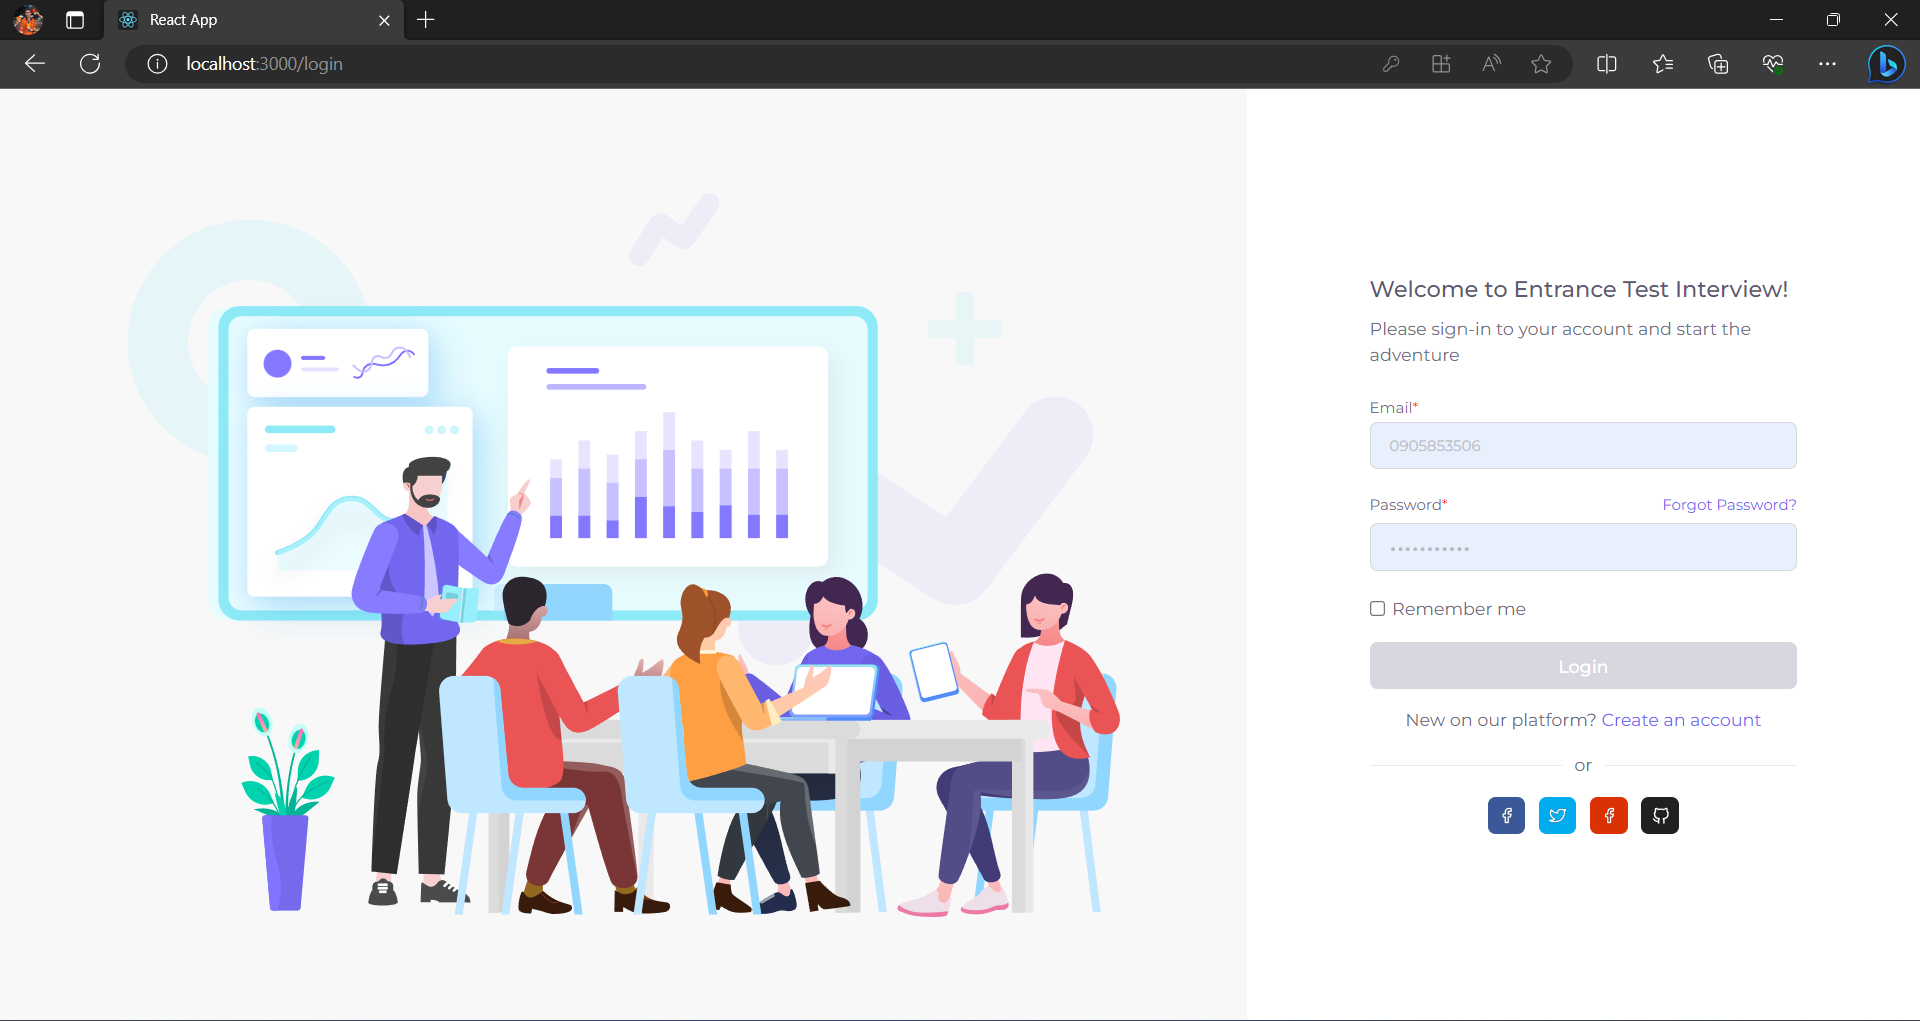 React App
localhost:3000/login
Welcome to Entrance Test Interview!
Please sign-in to your account and start the
adventure
Email*
0905853506
Password*
Forgot Password?
•••••••••••
Remember me
Login
New on our platform? Create an account
or